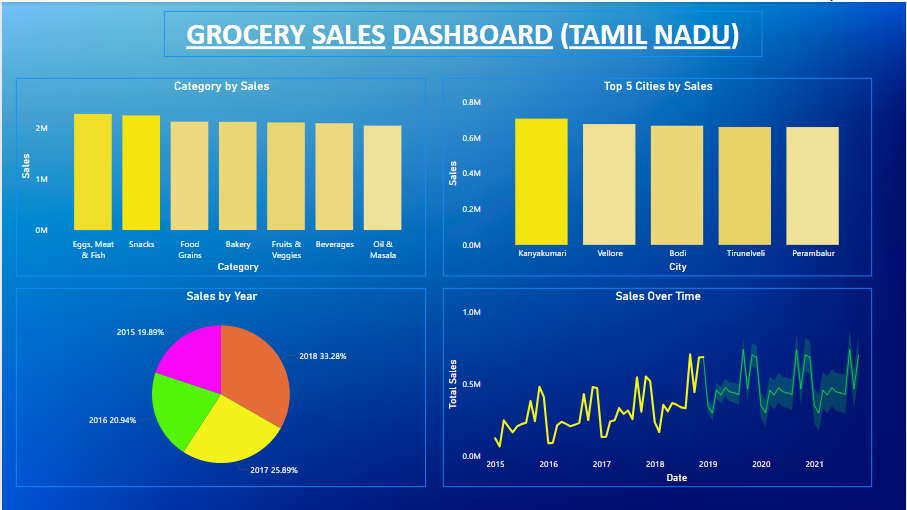 GROCERY SALES DASHBOARD (TAMIL NADU)
Category by Sales
Sales
2M
1M
0M
Eggs, Meat
& Fish
Snacks
Food
Grains
Bakery
Fruits &
Veggies
Beverages
Oil &
Masala
Category
Top 5 Cities by Sales
Sales
0.8M
0.6M
0.4M
0.2M
0.0M
Kanyakumari
Vellore
Bodi
Tirunelveli
Perambalur
City
Sales by Year
2015 19.89%
2018 33.28%
2016 20.94%
2017 25.89%
Sales Over Time
Total Sales
1.0M
0.5M
0.0M
2015
2016
2017
2018
2019
2020
2021
Date